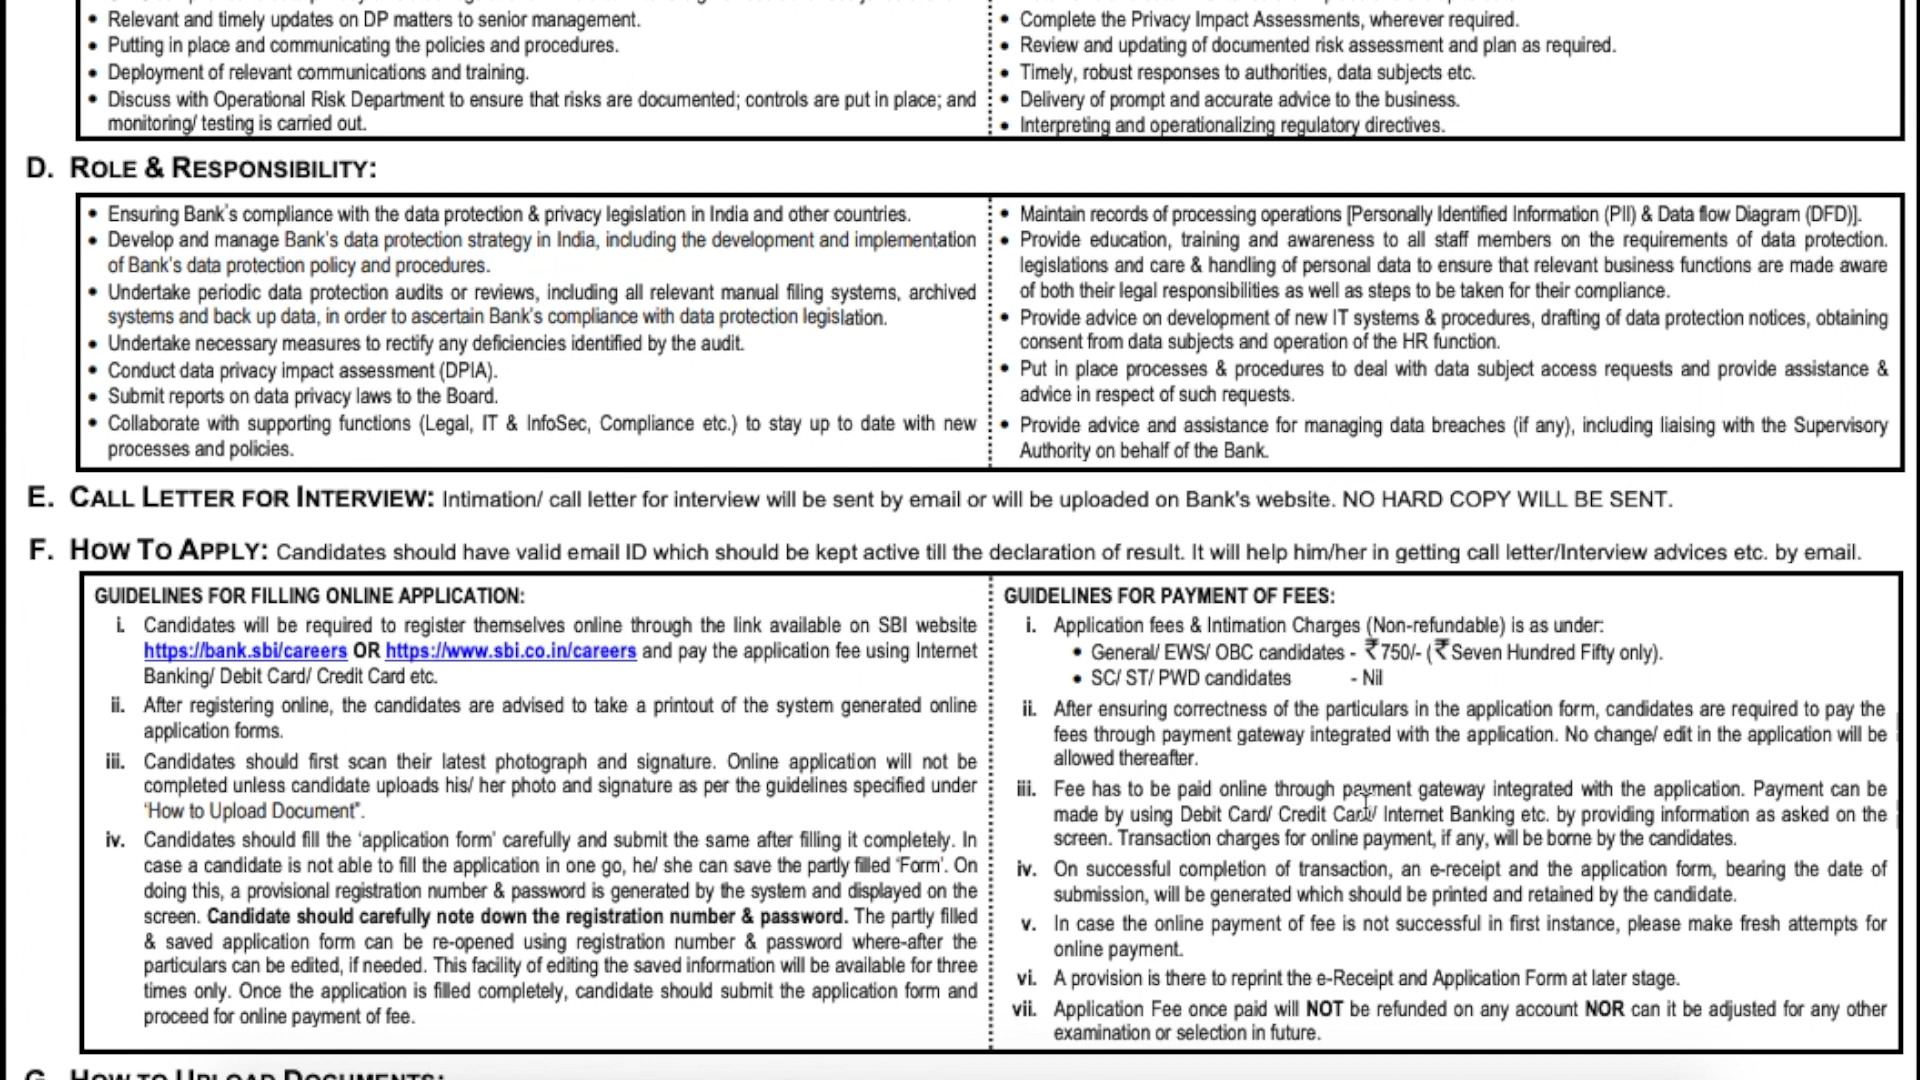 • Relevant and timely updates on DP matters to senior management.
• Putting in place and communicating the policies and procedures.
• Deployment of relevant communications and training.
• Discuss with Operational Risk Department to ensure that risks are documented; controls are put in place; and
monitoring/ testing is carried out.
• Complete the Privacy Impact Assessments, wherever required.
• Review and updating of documented risk assessment and plan as required.
• Timely, robust responses to authorities, data subjects etc.
• Delivery of prompt and accurate advice to the business.
• Interpreting and operationalizing regulatory directives.
D. ROLE & RESPONSIBILITY:
• Ensuring Bank's compliance with the data protection & privacy legislation in India and other countries.
• Develop and manage Bank's data protection strategy in India, including the development and implementation
of Bank's data protection policy and procedures.
• Undertake periodic data protection audits or reviews, including all relevant manual filing systems, archived
systems and back up data, in order to ascertain Bank's compliance with data protection legislation.
• Undertake necessary measures to rectify any deficiencies identified by the audit.
• Conduct data privacy impact assessment (DPIA).
• Submit reports on data privacy laws to the Board.
• Collaborate with supporting functions (Legal, IT & InfoSec, Compliance etc.) to stay up to date with new
processes and policies.
• Maintain records of processing operations [Personally Identified Information (PII) & Data flow Diagram (DFD)].
• Provide education, training and awareness to all staff members on the requirements of data protection.
legislations and care & handling of personal data to ensure that relevant business functions are made aware
of both their legal responsibilities as well as steps to be taken for their compliance.
• Provide advice on development of new IT systems & procedures, drafting of data protection notices, obtaining
consent from data subjects and operation of the HR function.
• Put in place processes & procedures to deal with data subject access requests and provide assistance &
advice in respect of such requests.
• Provide advice and assistance for managing data breaches (if any), including liaising with the Supervisory
Authority on behalf of the Bank.
E. CALL LETTER FOR INTERVIEW: Intimation/ call letter for interview will be sent by email or will be uploaded on Bank's website. NO HARD COPY WILL BE SENT.
F. HOW TO APPLY: Candidates should have valid email ID which should be kept active till the declaration of result. It will help him/her in getting call letter/Interview advices etc. by email.
GUIDELINES FOR FILLING ONLINE APPLICATION:
i. Candidates will be required to register themselves online through the link available on SBI website
https://bank.sbi/careers OR https://www.sbi.co.in/careers and pay the application fee using Internet
Banking/ Debit Card/ Credit Card etc.
ii. After registering online, the candidates are advised to take a printout of the system generated online
application forms.
iii. Candidates should first scan their latest photograph and signature. Online application will not be
completed unless candidate uploads his/ her photo and signature as per the guidelines specified under
'How to Upload Document".
iv. Candidates should fill the 'application form' carefully and submit the same after filling it completely. In
case a candidate is not able to fill the application in one go, he/ she can save the partly filled 'Form'. On
doing this, a provisional registration number & password is generated by the system and displayed on the
screen. Candidate should carefully note down the registration number & password. The partly filled
& saved application form can be re-opened using registration number & password where-after the
particulars can be edited, if needed. This facility of editing the saved information will be available for three
times only. Once the application is filled completely, candidate should submit the application form and
proceed for online payment of fee.
GUIDELINES FOR PAYMENT OF FEES:
i. Application fees & Intimation Charges (Non-refundable) is as under:
• General/ EWS/ OBC candidates - ₹750/- (₹Seven Hundred Fifty only).
• SC/ ST/ PWD candidates - Nil
ii. After ensuring correctness of the particulars in the application form, candidates are required to pay the
fees through payment gateway integrated with the application. No change/ edit in the application will be
allowed thereafter.
iii. Fee has to be paid online through payment gateway integrated with the application. Payment can be
made by using Debit Card/ Credit Card/ Internet Banking etc. by providing information as asked on the
screen. Transaction charges for online payment, if any, will be borne by the candidates.
iv. On successful completion of transaction, an e-receipt and the application form, bearing the date of
submission, will be generated which should be printed and retained by the candidate.
v. In case the online payment of fee is not successful in first instance, please make fresh attempts for
online payment.
vi. A provision is there to reprint the e-Receipt and Application Form at later stage.
vii. Application Fee once paid will NOT be refunded on any account NOR can it be adjusted for any other
examination or selection in future.
G. HOW TO UPLOAD DOCUMENTS: